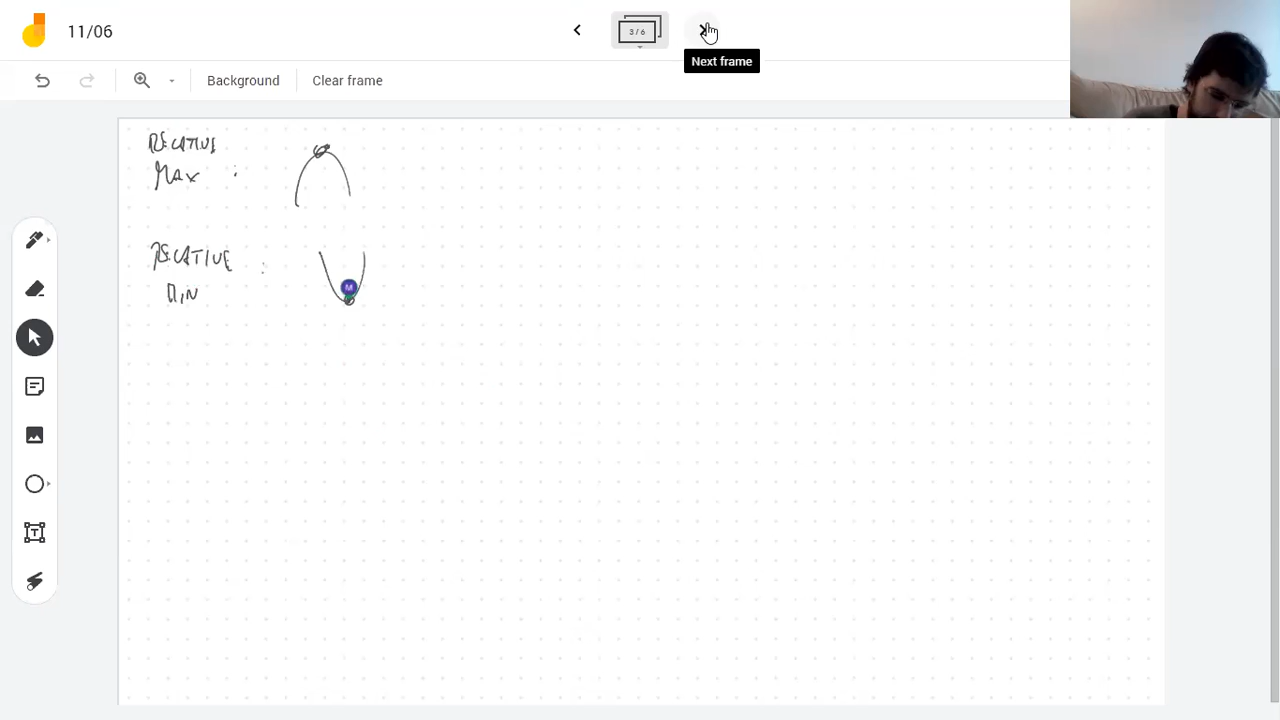 11/06
3 / 6
Next frame
Background
Clear frame
RELATIVE
MAX :
RELATIVE :
MIN
M
T